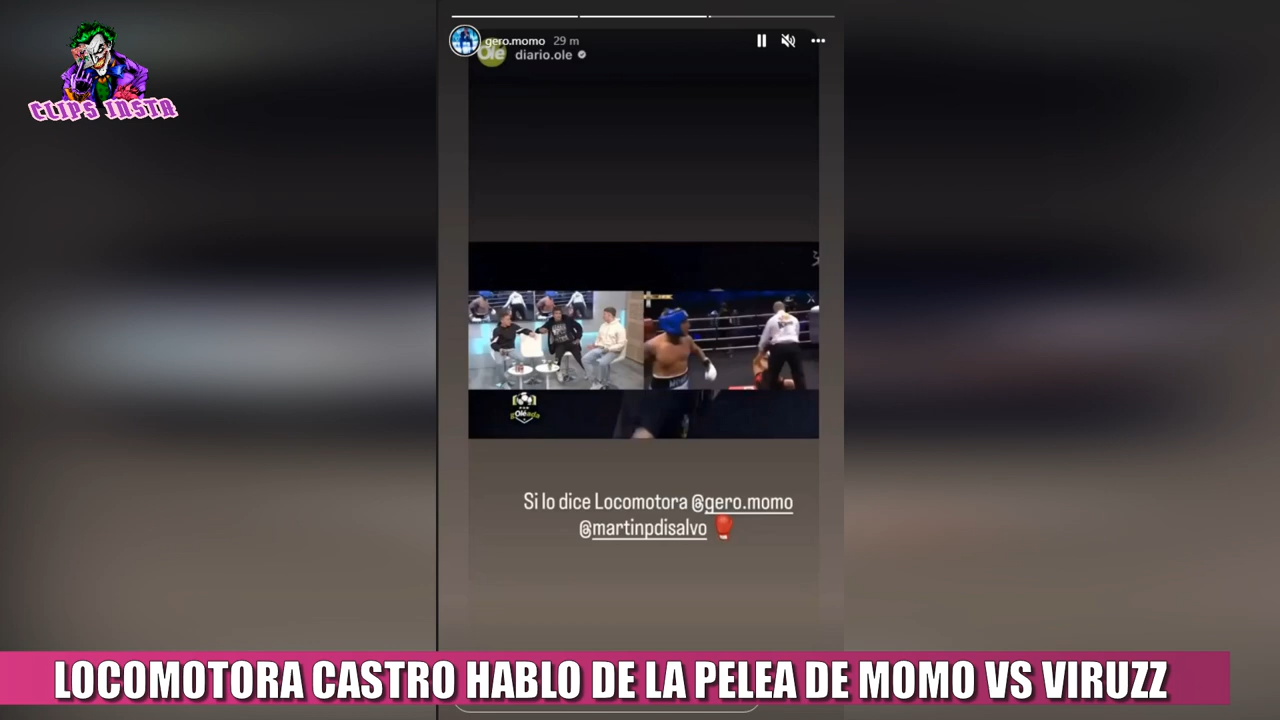 CLIPS INSTA
gero.momo 29 m
Olé diario.ole
Si lo dice Locomotora @gero.momo
@martinpdisalvo
LOCOMOTORA CASTRO HABLO DE LA PELEA DE MOMO VS VIRUZZ